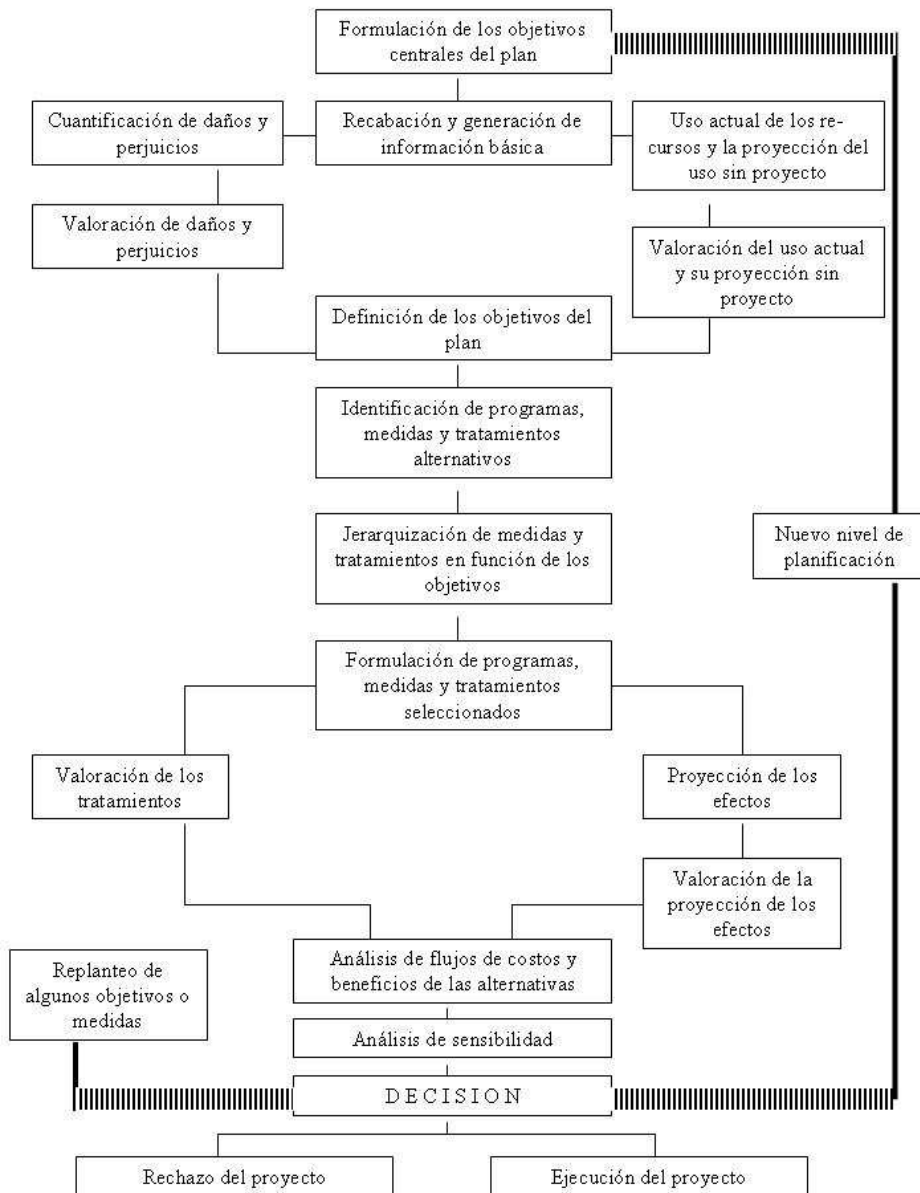 Formulación de los objetivos
centrales del plan
Cuantificación de daños y
perjuicios
Recabación y generación de
información básica
Uso actual de los re-
cursos y la proyección del
uso sin proyecto
Valoración de daños y
perjuicios
Valoración del uso actual
y su proyección sin
proyecto
Definición de los objetivos del
plan
Identificación de programas,
medidas y tratamientos
alternativos
Jerarquización de medidas y
tratamientos en función de los
objetivos
Nuevo nivel de
planificación
Formulación de programas,
medidas y tratamientos
seleccionados
Valoración de los
tratamientos
Proyección de los
efectos
Valoración de la
proyección de los
efectos
Análisis de flujos de costos y
beneficios de las alternativas
Replanteo de
algunos objetivos o
medidas
Análisis de sensibilidad
DECISION
Rechazo del proyecto
Ejecución del proyecto